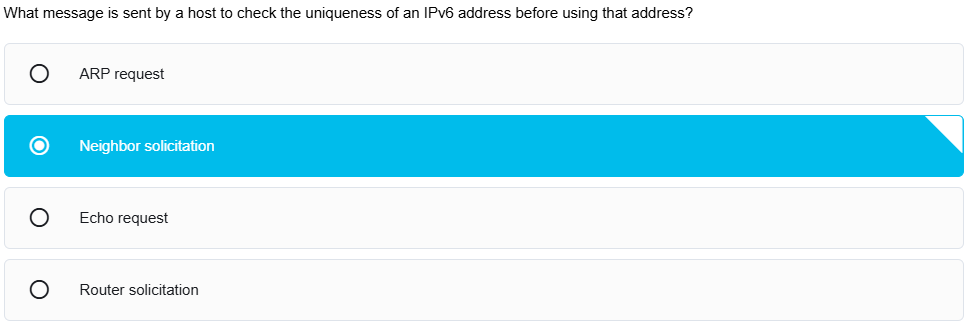 What message is sent by a host to check the uniqueness of an IPv6 address before using that address?
ARP request
Neighbor solicitation
Echo request
Router solicitation